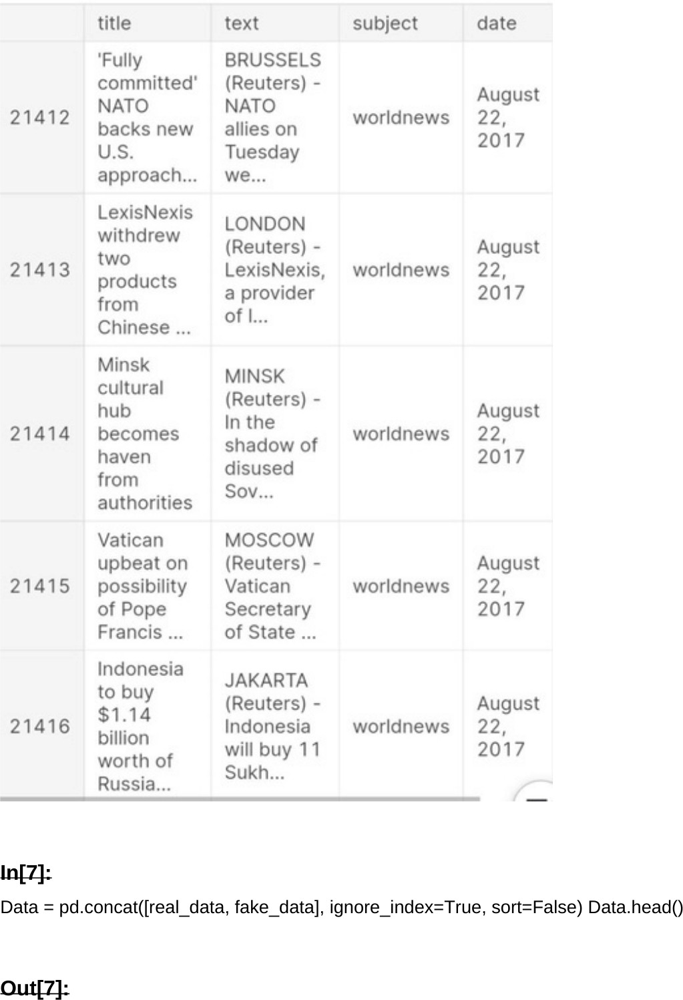 title text subject date
21412 'Fully committed' NATO backs new U.S. approach... BRUSSELS (Reuters) - NATO allies on Tuesday we... worldnews August 22, 2017
21413 LexisNexis withdrew two products from Chinese ... LONDON (Reuters) - LexisNexis, a provider of l... worldnews August 22, 2017
21414 Minsk cultural hub becomes haven from authorities MINSK (Reuters) - In the shadow of disused Sov... worldnews August 22, 2017
21415 Vatican upbeat on possibility of Pope Francis ... MOSCOW (Reuters) - Vatican Secretary of State ... worldnews August 22, 2017
21416 Indonesia to buy $1.14 billion worth of Russia... JAKARTA (Reuters) - Indonesia will buy 11 Sukh... worldnews August 22, 2017
In[7]:
Data = pd.concat([real_data, fake_data], ignore_index=True, sort=False) Data.head()
Out[7]: